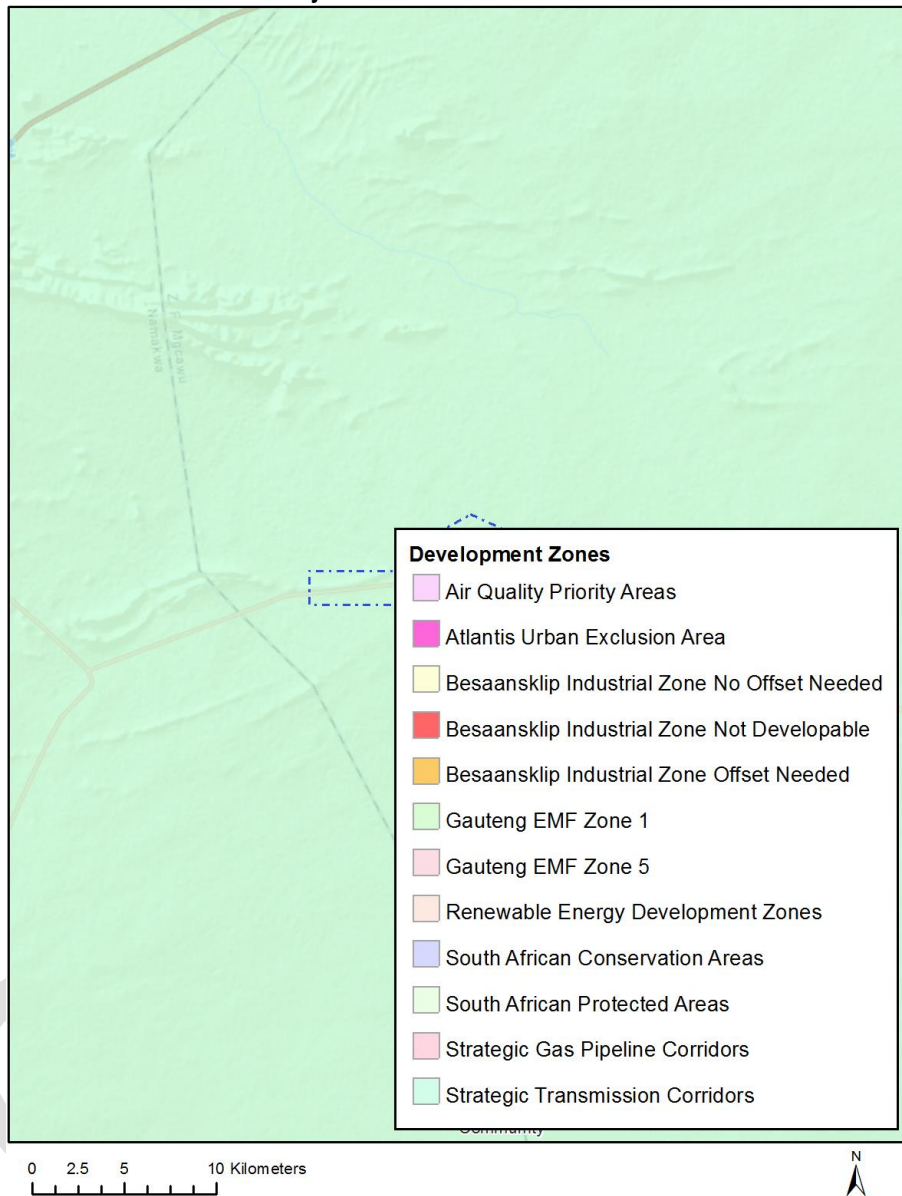 Z F Mgcawu
Namakwa
Development Zones
Air Quality Priority Areas
Atlantis Urban Exclusion Area
Besaansklip Industrial Zone No Offset Needed
Besaansklip Industrial Zone Not Developable
Besaansklip Industrial Zone Offset Needed
Gauteng EMF Zone 1
Gauteng EMF Zone 5
Renewable Energy Development Zones
South African Conservation Areas
South African Protected Areas
Strategic Gas Pipeline Corridors
Strategic Transmission Corridors
Community
0 2.5 5 10 Kilometers
N